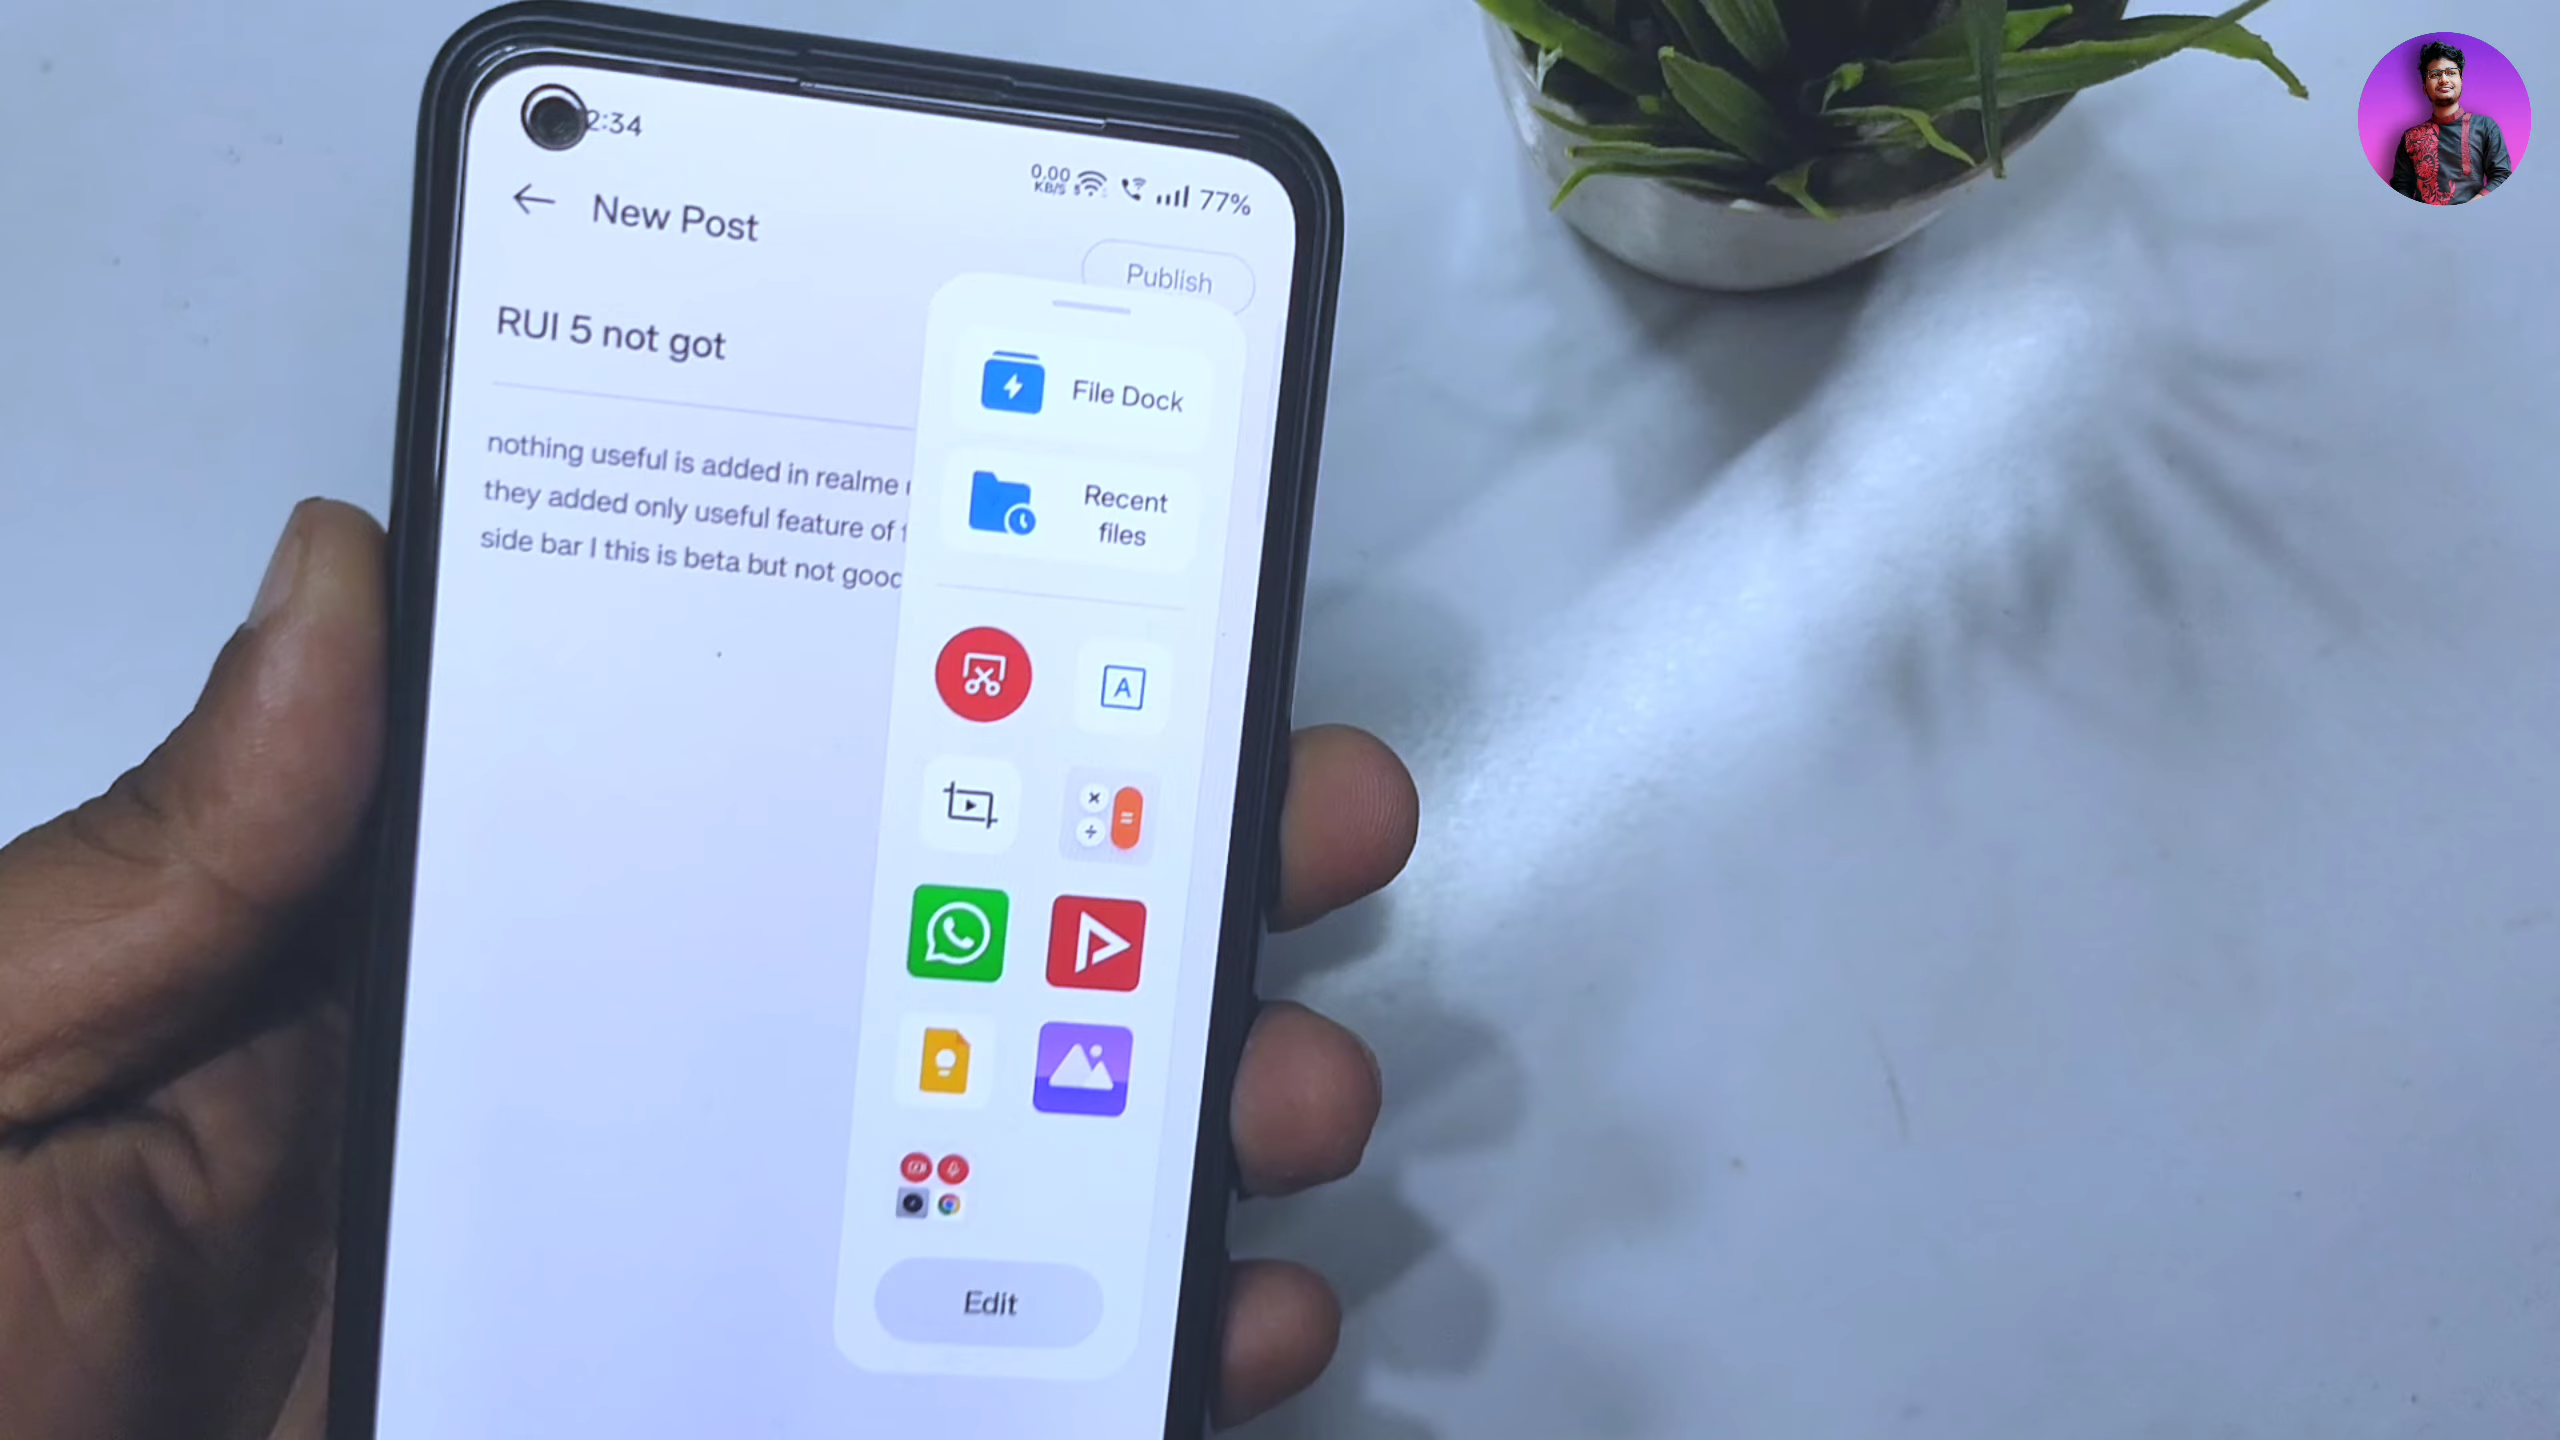 2:34
0.00
KB/S
77%
New Post
Publish
RUI 5 not got
File Dock
nothing useful is added in realme
they added only useful feature of
side bar I this is beta but not good
Recent
files
A
Edit